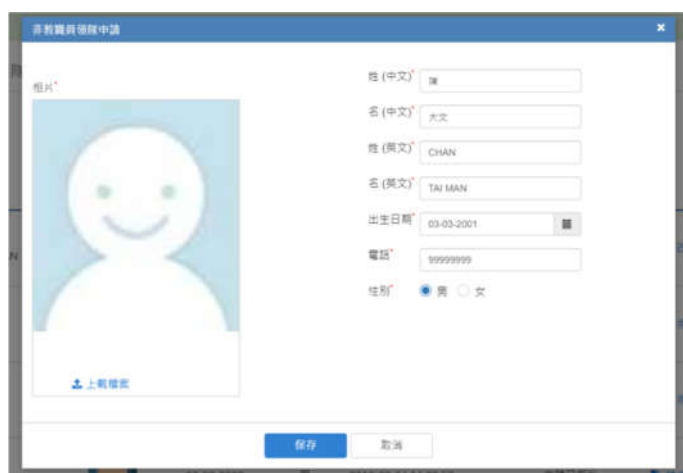 非教職員領隊申請
相片*
姓 (中文)* 陳
名 (中文)* 大文
姓 (英文)* CHAN
名 (英文)* TAI MAN
出生日期* 03-03-2001
電話* 99999999
性別* 男 女
上載檔案
保存 取消